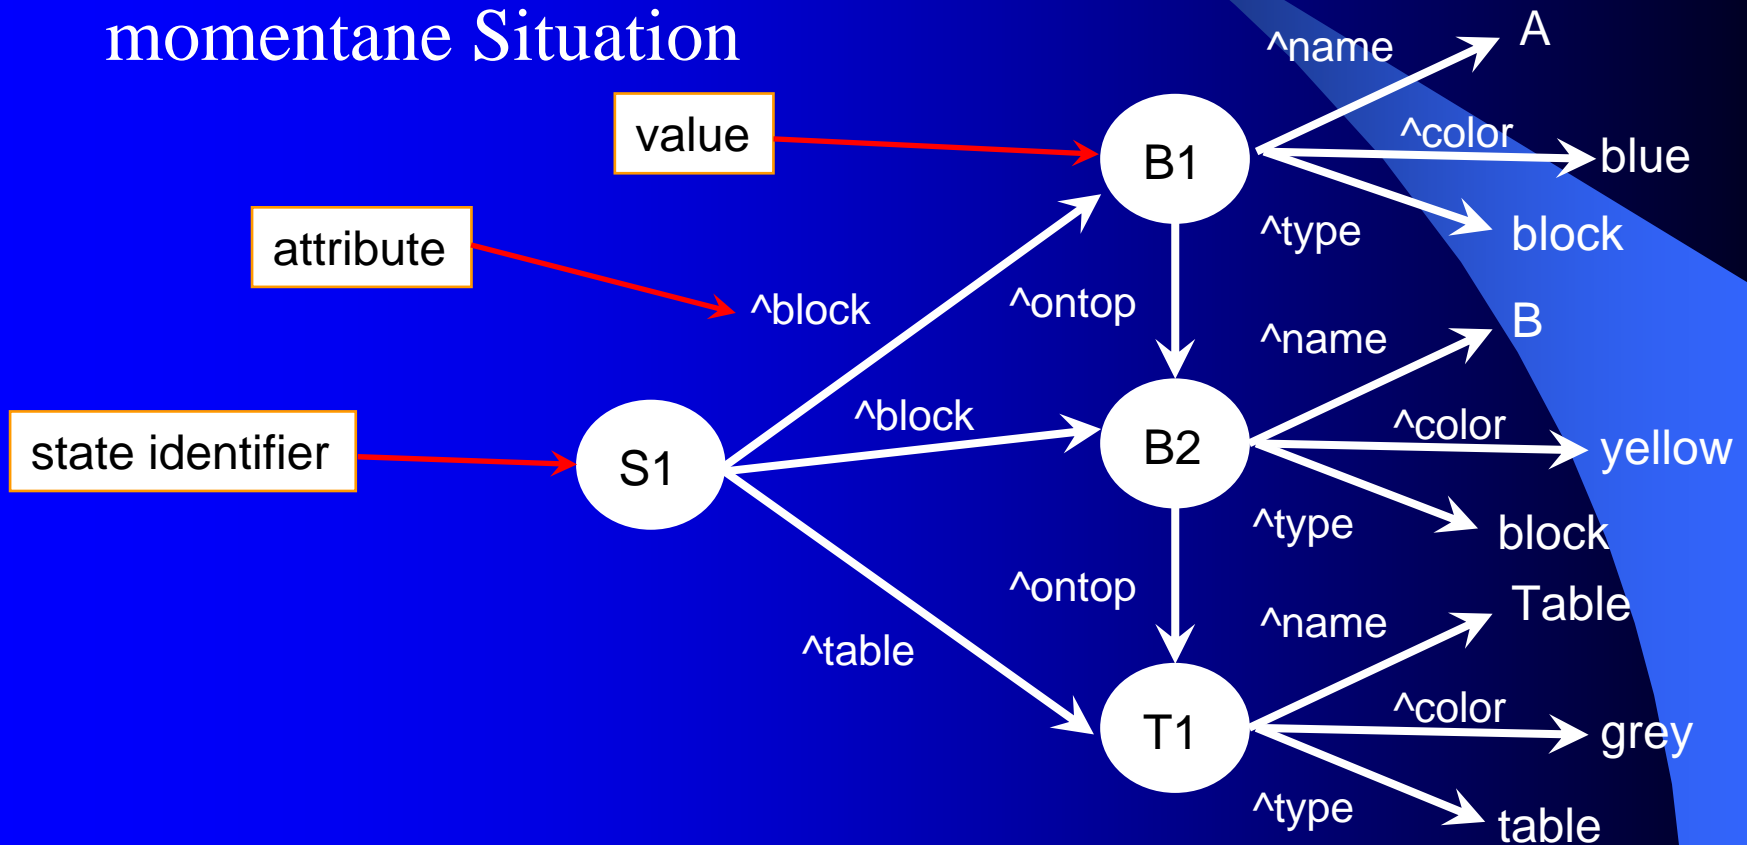 momentane Situation
^name
A
value
^color
B1
blue
^type
block
attribute
^block
^ontop
^name
B
state identifier
S1
^block
B2
^color
yellow
^type
block
^ontop
^name
Table
^table
T1
^color
grey
^type
table